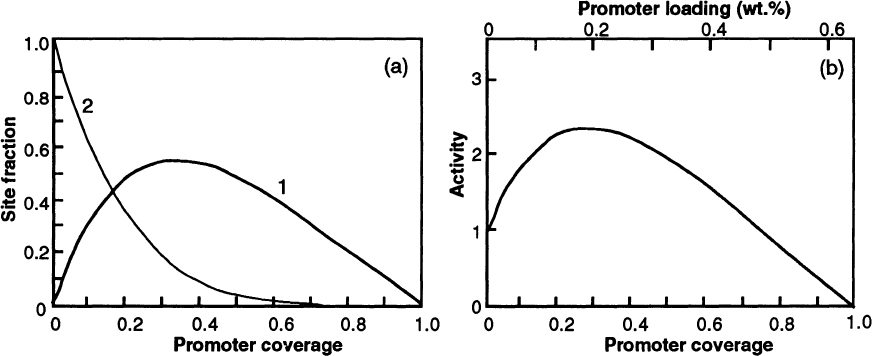 Promoter loading (wt.%)
0 0.2 0.4 0.6
1.0
0.8
0.6
0.4
0.2
0
Site fraction
(a)
2
1
0 0.2 0.4 0.6 0.8 1.0
Promoter coverage
3
2
1
0
Activity
(b)
0 0.2 0.4 0.6 0.8 1.0
Promoter coverage